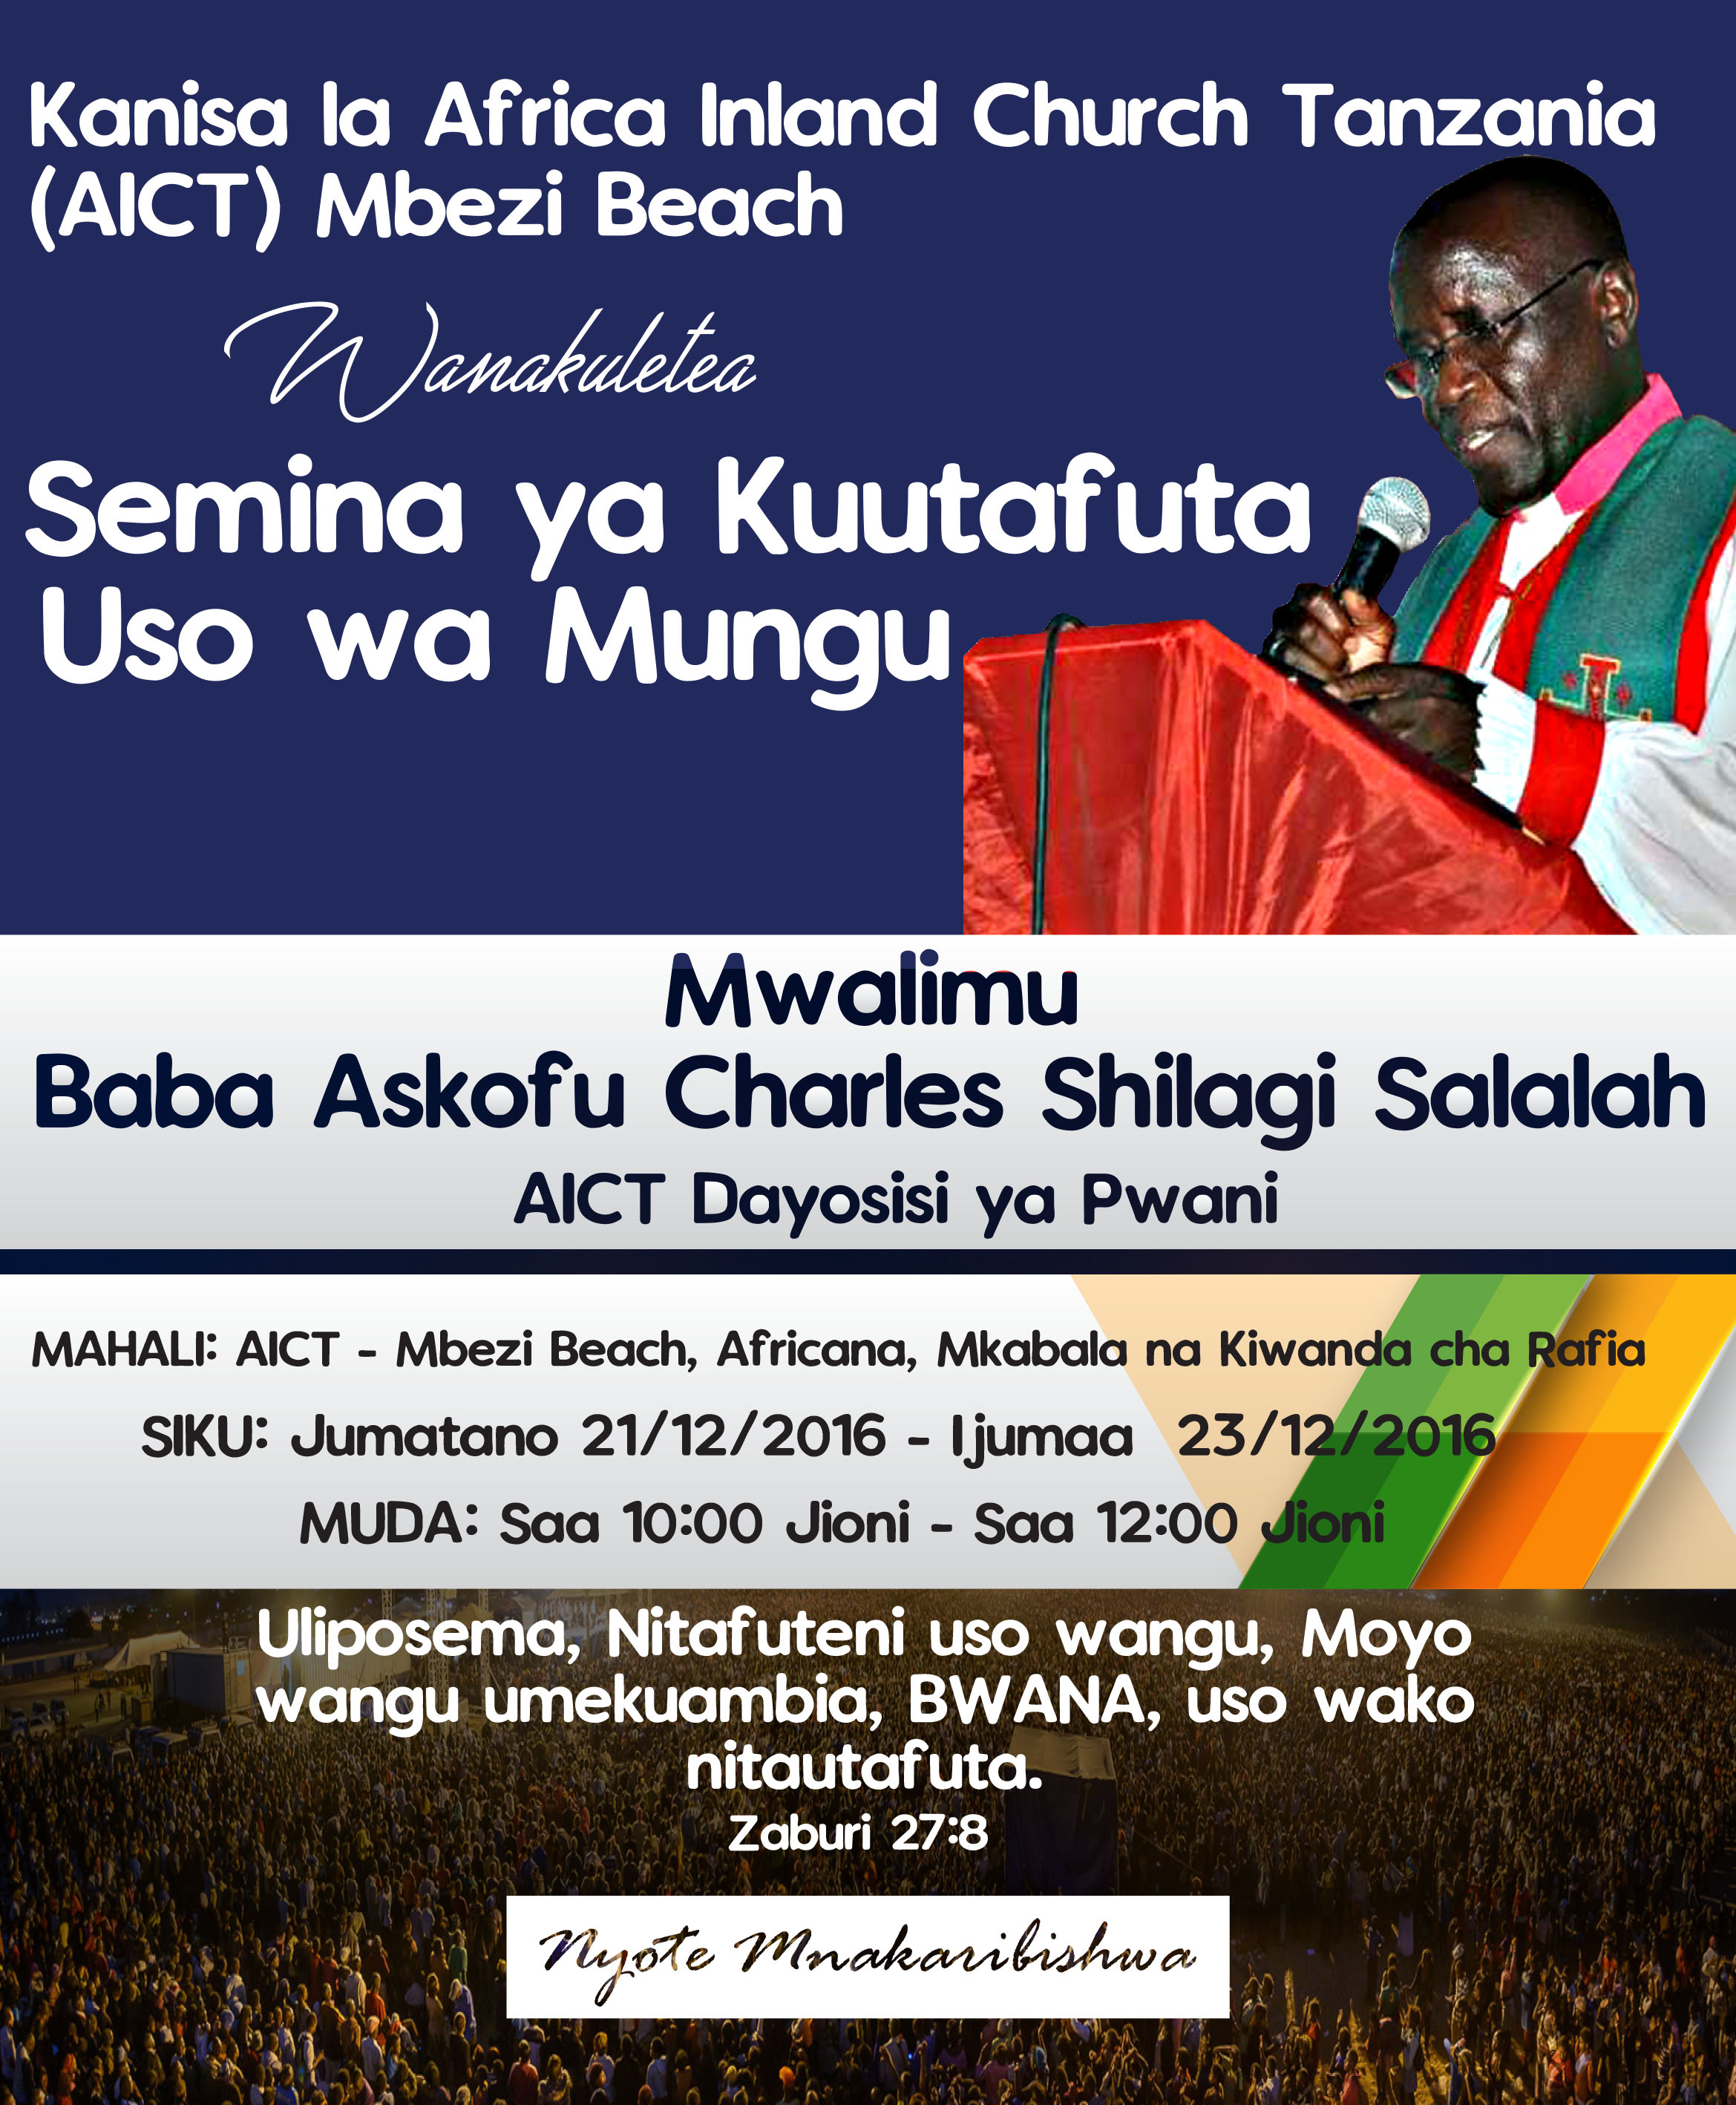 Kanisa la Africa Inland Church Tanzania
(AICT) Mbezi Beach
Wanakuletea
Semina ya Kuutafuta
Uso wa Mungu
Mwalimu
Baba Askofu Charles Shilagi Salalah
AICT Dayosisi ya Pwani
MAHALI: AICT - Mbezi Beach, Africana, Mkabala na Kiwanda cha Rafia
SIKU: Jumatano 21/12/2016 - Ijumaa 23/12/2016
MUDA: Saa 10:00 Jioni - Saa 12:00 Jioni
Uliposema, Nitafuteni uso wangu, Moyo
wangu umekuambia, BWANA, uso wako
nitautafuta.
Zaburi 27:8
Nyote Mnakaribishwa